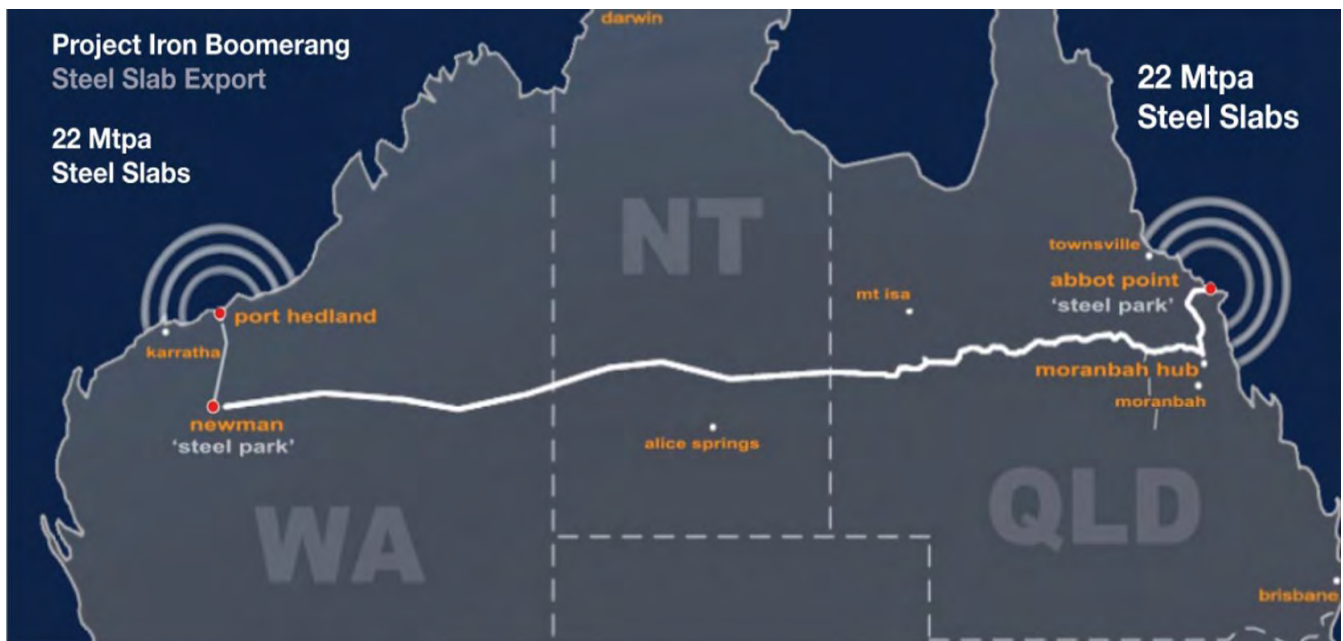 Project Iron Boomerang
Steel Slab Export
22 Mtpa
Steel Slabs
darwin
22 Mtpa
Steel Slabs
NT
townsville
abbot point
'steel park'
mt isa
port hedland
karratha
moranbah hub
moranbah
newman
'steel park'
alice springs
WA
QLD
brisbane